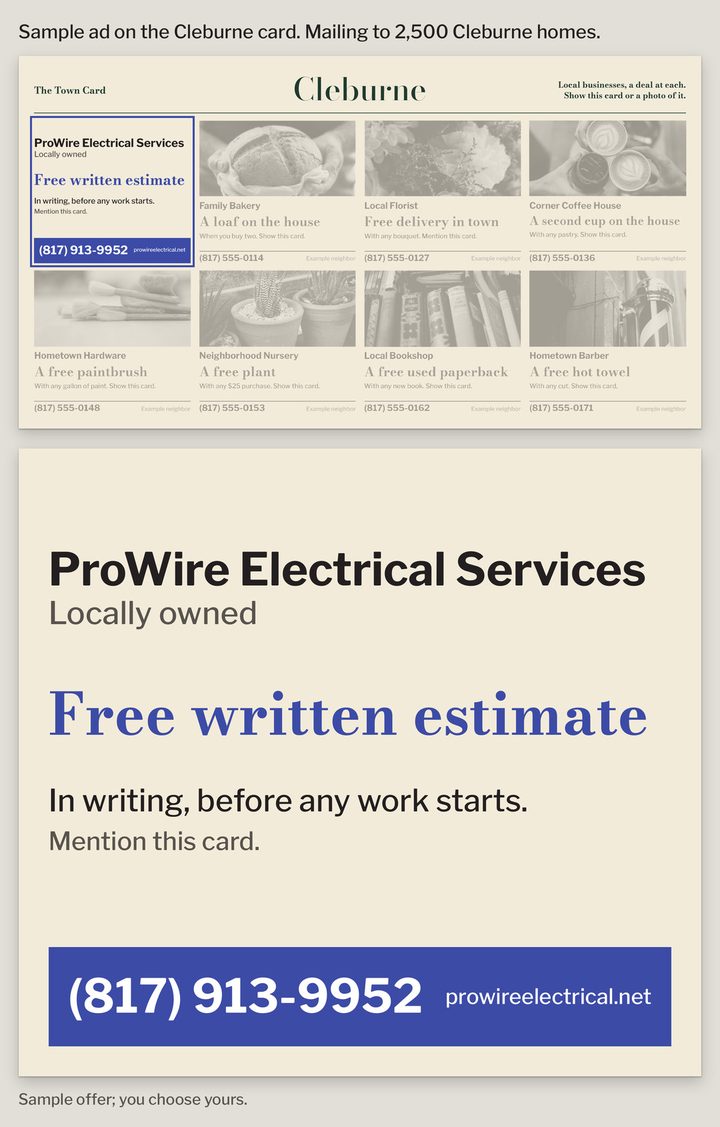 Sample ad on the Cleburne card. Mailing to 2,500 Cleburne homes.
The Town Card
Cleburne
Local businesses, a deal at each.
Show this card or a photo of it.
ProWire Electrical Services
Locally owned
Free written estimate
In writing, before any work starts.
Mention this card.
(817) 913-9952 prowireelectrical.net
Family Bakery
A loaf on the house
When you buy two. Show this card.
(817) 555-0114 Example neighbor
Local Florist
Free delivery in town
With any bouquet. Mention this card.
(817) 555-0127 Example neighbor
Corner Coffee House
A second cup on the house
With any pastry. Show this card.
(817) 555-0136 Example neighbor
Hometown Hardware
A free paintbrush
With any gallon of paint. Show this card.
(817) 555-0148 Example neighbor
Neighborhood Nursery
A free plant
With any $25 purchase. Show this card.
(817) 555-0153 Example neighbor
Local Bookshop
A free used paperback
With any new book. Show this card.
(817) 555-0162 Example neighbor
Hometown Barber
A free hot towel
With any cut. Show this card.
(817) 555-0171 Example neighbor
ProWire Electrical Services
Locally owned
Free written estimate
In writing, before any work starts.
Mention this card.
(817) 913-9952 prowireelectrical.net
Sample offer; you choose yours.